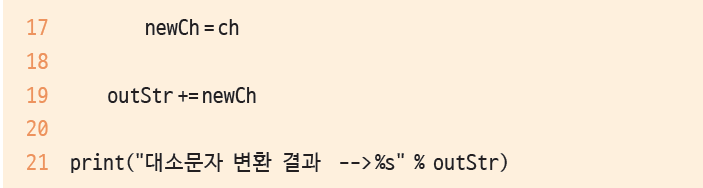 17 newCh = ch
18
19 outStr += newCh
20
21 print("대소문자 변환 결과 -->%s" % outStr)